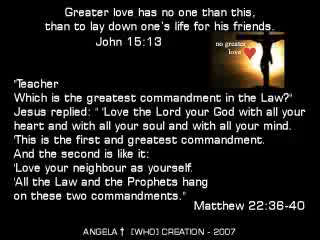 Greater love has no one than this,
than to lay down one's life for his friends.
John 15:13
no greater
love
"Teacher
Which is the greatest commandment in the Law?"
Jesus replied: " 'Love the Lord your God with all your
heart and with all your soul and with all your mind.
'This is the first and greatest commandment.
And the second is like it:
'Love your neighbour as yourself.
'All the Law and the Prophets hang
on these two commandments."
Matthew 22:36-40
ANGELA † [WHO] CREATION - 2007